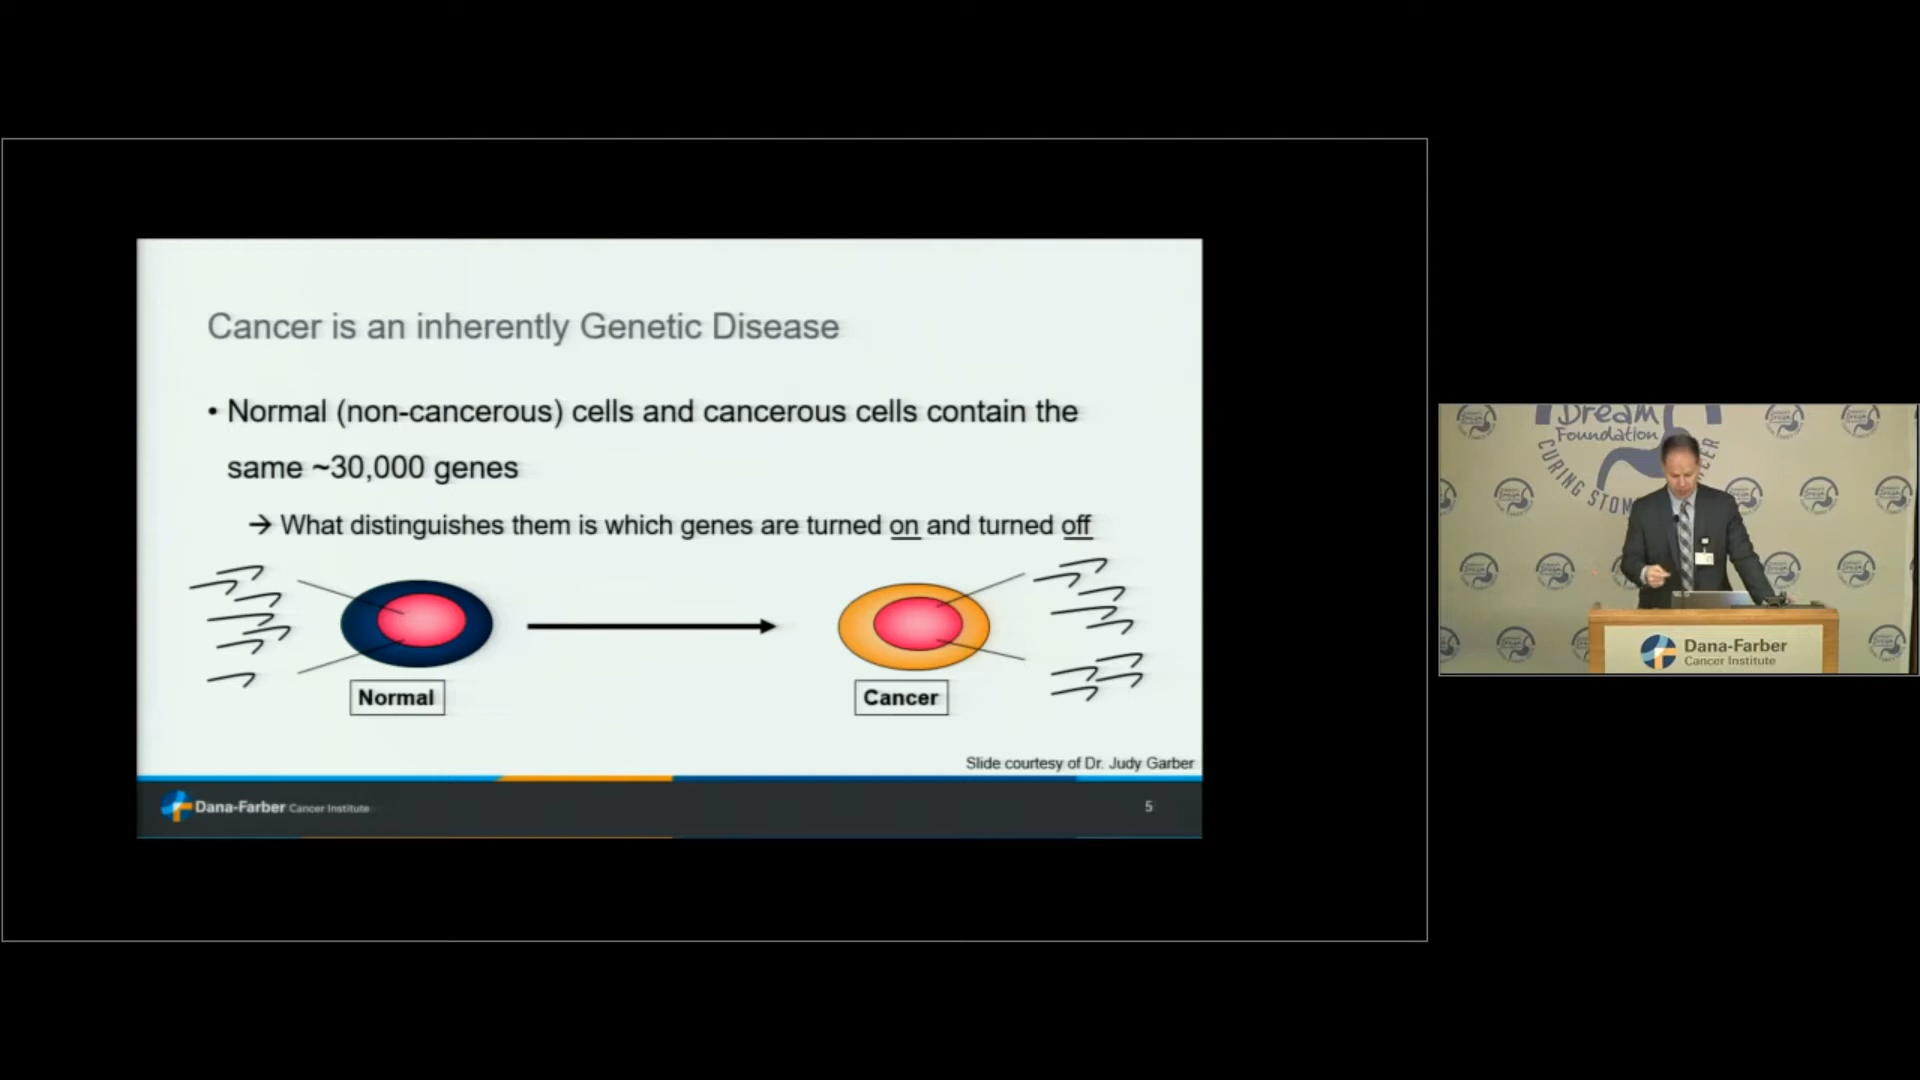 Cancer is an inherently Genetic Disease
• Normal (non-cancerous) cells and cancerous cells contain the
same ~30,000 genes
→ What distinguishes them is which genes are turned on and turned off
Normal
Cancer
Slide courtesy of Dr. Judy Garber
Dana-Farber Cancer Institute
5
Dream
Foundation
CURING STOM
CER
Dana-Farber
Cancer Institute